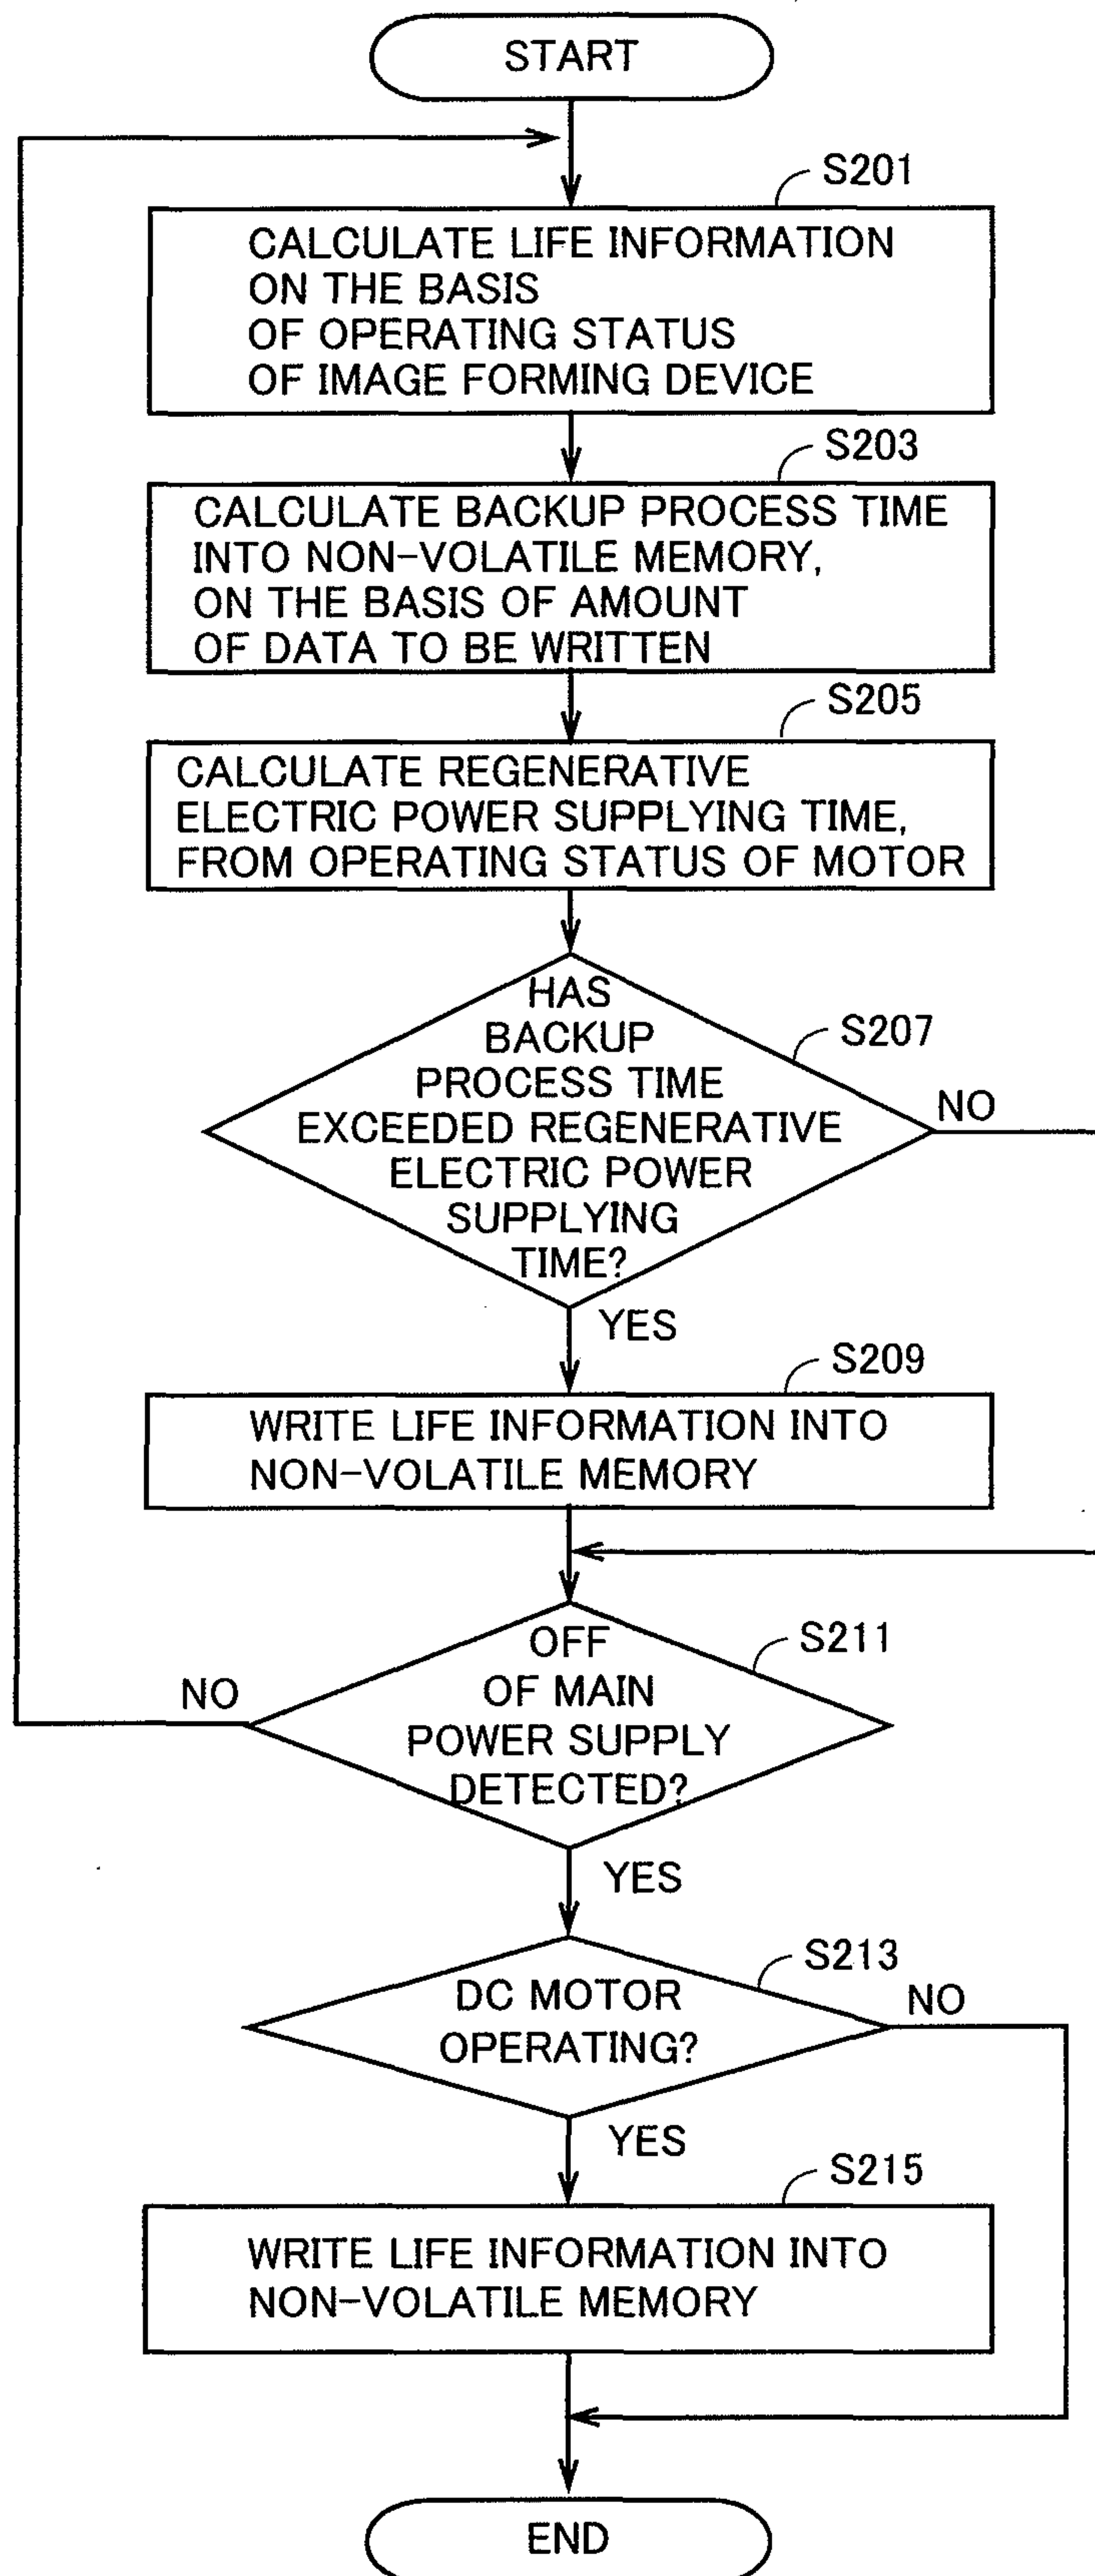 START
S201
CALCULATE LIFE INFORMATION
ON THE BASIS
OF OPERATING STATUS
OF IMAGE FORMING DEVICE
S203
CALCULATE BACKUP PROCESS TIME
INTO NON-VOLATILE MEMORY,
ON THE BASIS OF AMOUNT
OF DATA TO BE WRITTEN
S205
CALCULATE REGENERATIVE
ELECTRIC POWER SUPPLYING TIME,
FROM OPERATING STATUS OF MOTOR
S207
HAS
BACKUP
PROCESS TIME
EXCEEDED REGENERATIVE
ELECTRIC POWER
SUPPLYING
TIME?
NO
YES
S209
WRITE LIFE INFORMATION INTO
NON-VOLATILE MEMORY
S211
OFF
OF MAIN
POWER SUPPLY
DETECTED?
NO
YES
S213
DC MOTOR
OPERATING?
NO
YES
S215
WRITE LIFE INFORMATION INTO
NON-VOLATILE MEMORY
END